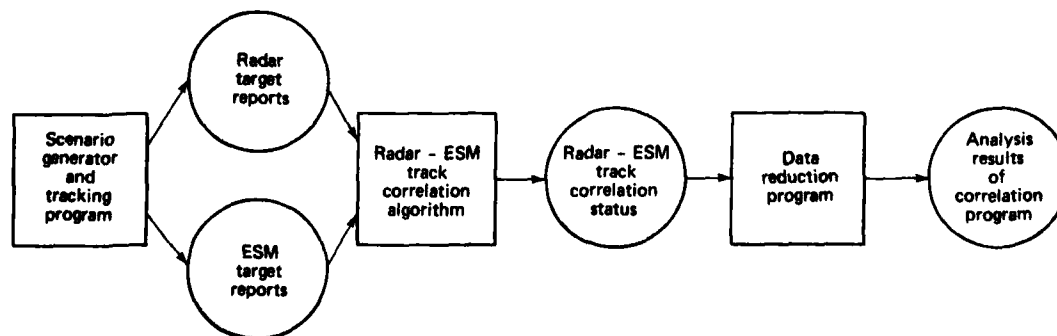 Scenario
generator
and
tracking
program
Radar
target
reports
ESM
target
reports
Radar - ESM
track
correlation
algorithm
Radar - ESM
track
correlation
status
Data
reduction
program
Analysis
results
of
correlation
program